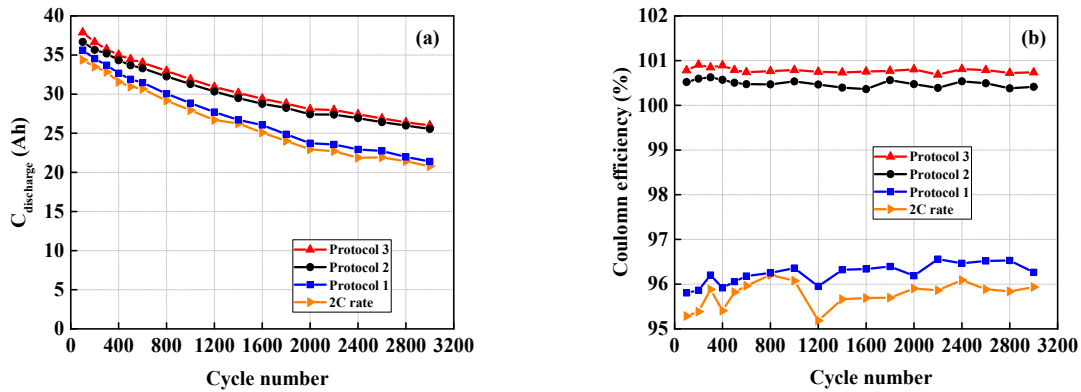 40
35
30
25
20
15
10
5
0
C discharge (Ah)
(a)
Protocol 3
Protocol 2
Protocol 1
2C rate
0 400 800 1200 1600 2000 2400 2800 3200
Cycle number
102
101
100
99
98
97
96
95
Coulomn efficiency (%)
(b)
Protocol 3
Protocol 2
Protocol 1
2C rate
0 400 800 1200 1600 2000 2400 2800 3200
Cycle number